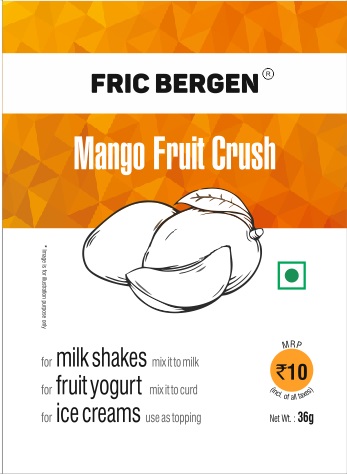 FRIC BERGEN ®
Mango Fruit Crush
* Image is for illustration purpose only
for milk shakes mix it to milk
for fruit yogurt mix it to curd
for ice creams use as topping
MRP
₹10
(incl. of all taxes)
Net Wt. : 36g